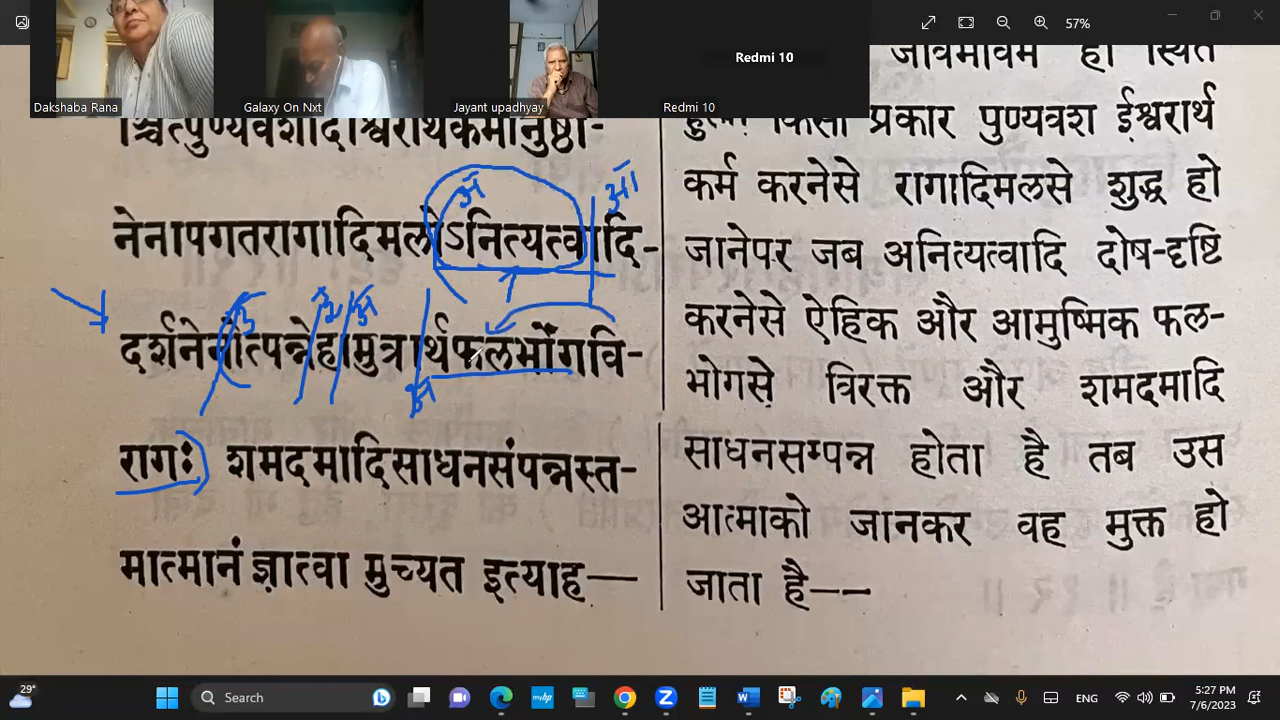 57%
Redmi 10
Dakshaba Rana
Galaxy On Nxt
Jayant upadhyay
Redmi 10
श्चित्पुण्यवशादीश्वरार्थकर्मानुष्ठा-
नेनापगतरागादिमलोऽनित्यत्वादि-
दर्शनेनोत्पन्नेहामुत्रार्थफलभोगवि-
रागः शमदमादिसाधनसंपन्नस्त-
मात्मानं ज्ञात्वा मुच्यत इत्याह—
जीवभावमें ही स्थित
हुआ किसी प्रकार पुण्यवश ईश्वरार्थ
कर्म करनेसे रागादिमलसे शुद्ध हो
जानेपर जब अनित्यत्वादि दोष-दृष्टि
करनेसे ऐहिक और आमुष्मिक फल-
भोगसे विरक्त और शमदमादि
साधनसम्पन्न होता है तब उस
आत्माको जानकर वह मुक्त हो
जाता है—
29°
Search
ENG
5:27 PM
7/6/2023